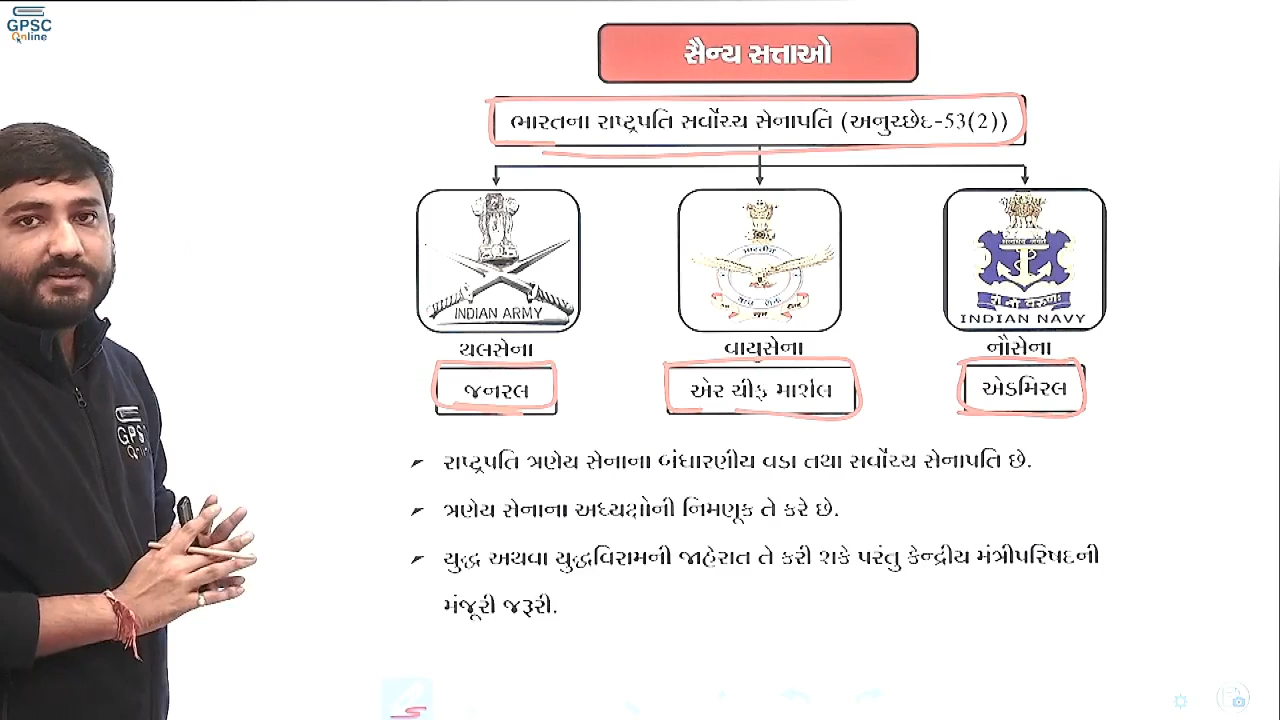 GPSC
Online
સૈન્ય સત્તાઓ
ભારતના રાષ્ટ્રપતિ સર્વોચ્ચ સેનાપતિ (અનુચ્છેદ-53(2))
INDIAN ARMY
INDIAN NAVY
થલસેના
વાયુસેના
નૌસેના
જનરલ
એર ચીફ માર્શલ
એડમિરલ
GPSC
➤ રાષ્ટ્રપતિ ત્રણેય સેનાના બંધારણીય વડા તથા સર્વોચ્ચ સેનાપતિ છે.
➤ ત્રણેય સેનાના અધ્યક્ષોની નિમણૂક તે કરે છે.
➤ યુદ્ધ અથવા યુદ્ધવિરામની જાહેરાત તે કરી શકે પરંતુ કેન્દ્રીય મંત્રીપરિષદની
મંજૂરી જરૂરી.